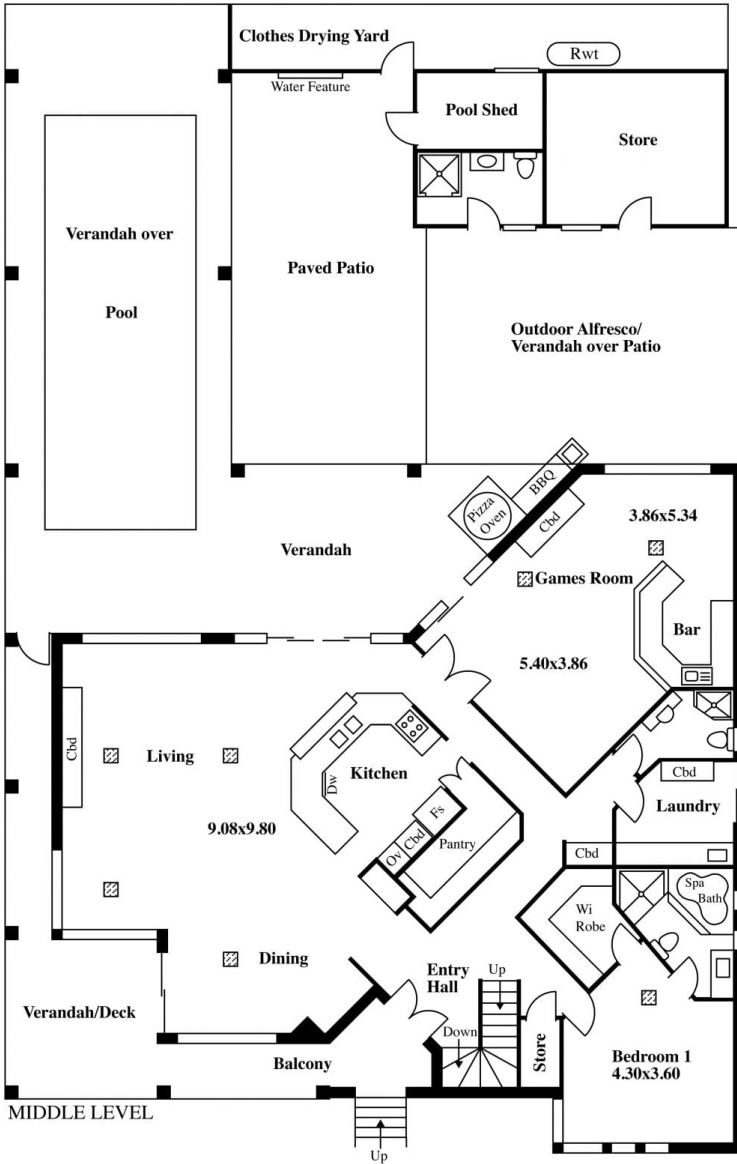 Clothes Drying Yard
Rwt
Water Feature
Pool Shed
Store
Verandah over
Pool
Paved Patio
Outdoor Alfresco/
Verandah over Patio
BBQ
Pizza
Oven
Cbd
3.86x5.34
Verandah
Games Room
Bar
5.40x3.86
Cbd
Living
Kitchen
Dw
9.08x9.80
Fs
Cbd
Ov
Pantry
Cbd
Laundry
Cbd
Spa
Bath
Wi
Robe
Dining
Entry
Hall
Up
Verandah/Deck
Down
Store
Balcony
Bedroom 1
4.30x3.60
MIDDLE LEVEL
Up